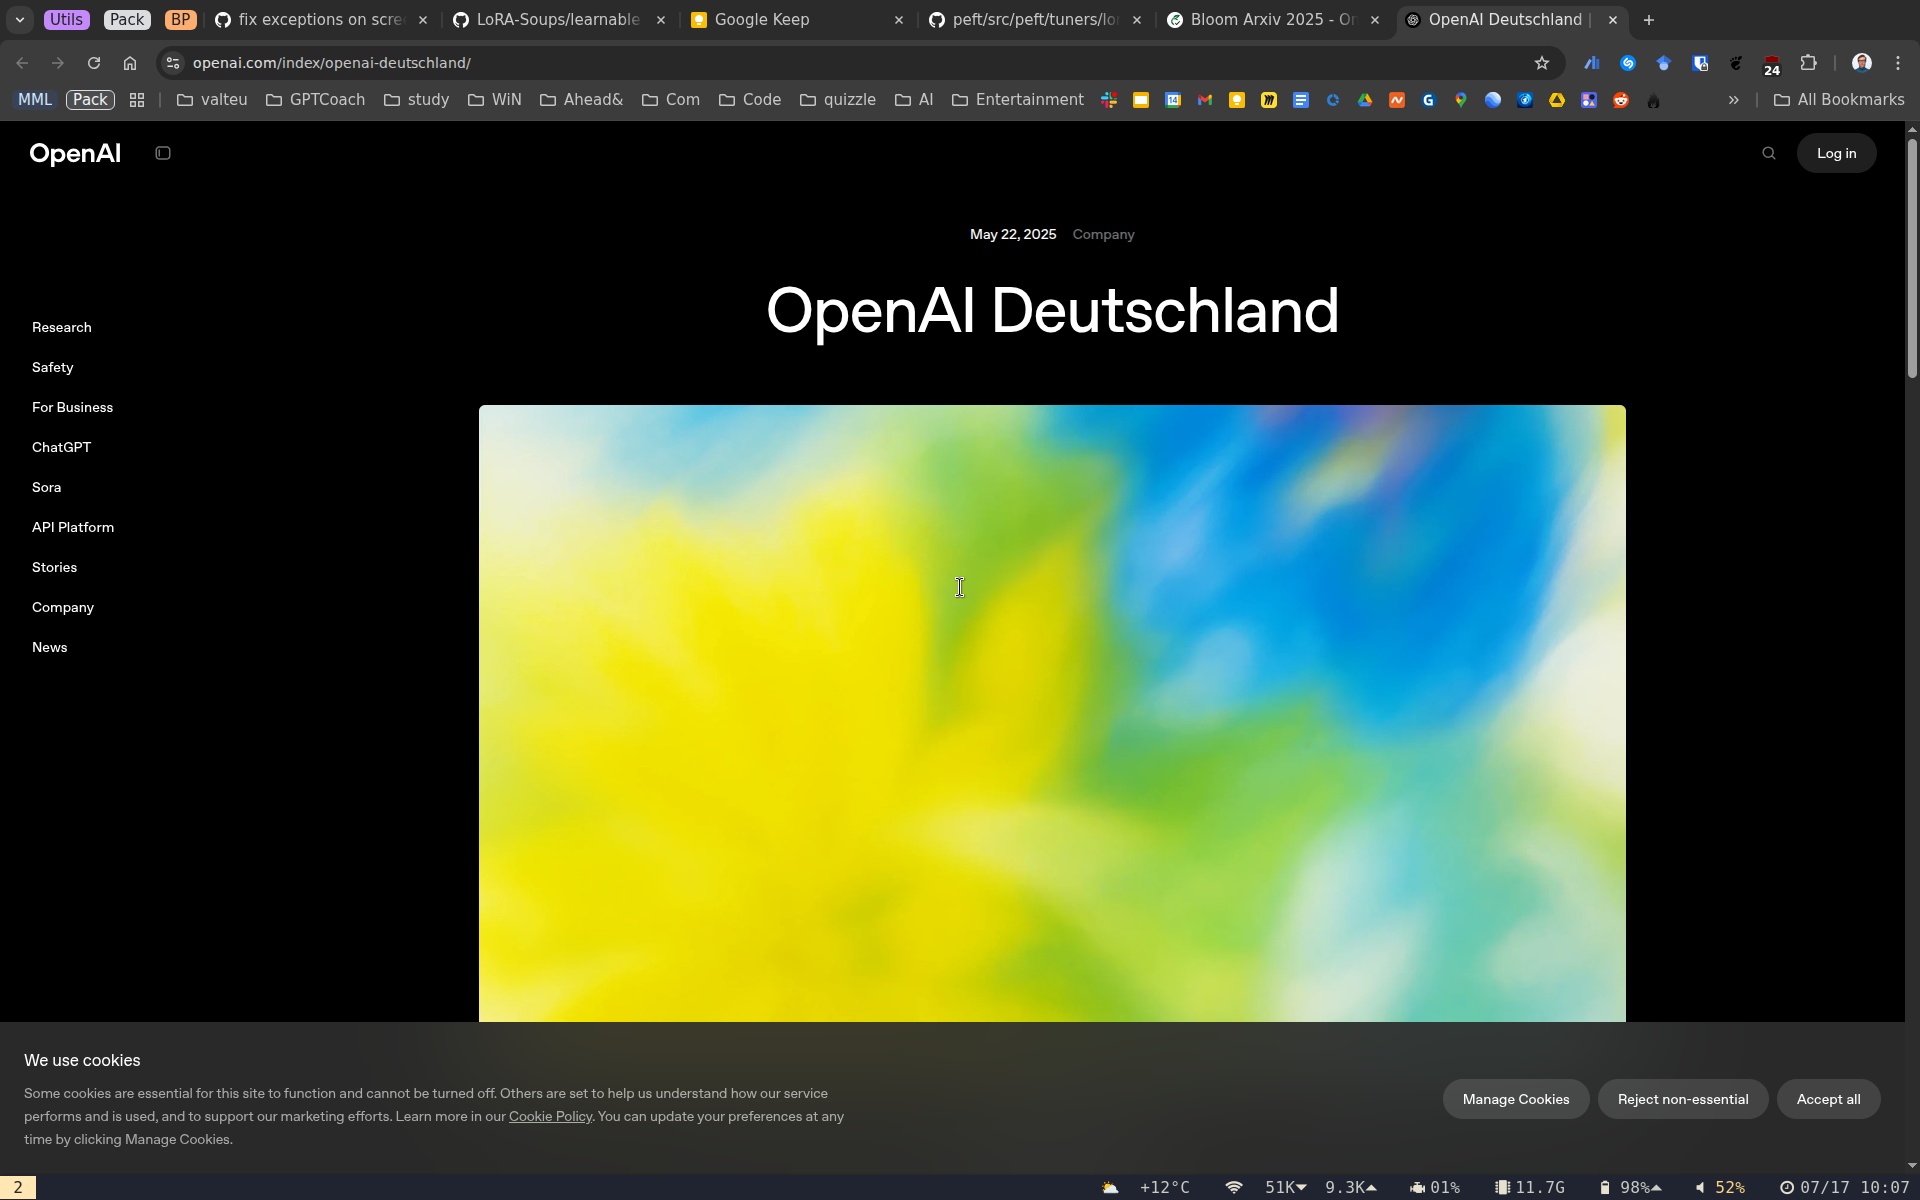 Utils
Pack
BP
fix exceptions on scre
LoRA-Soups/learnable
Google Keep
peft/src/peft/tuners/lo
Bloom Arxiv 2025 - O
OpenAI Deutschland |
openai.com/index/openai-deutschland/
24
MML
Pack
valteu
GPTCoach
study
WiN
Ahead&
Com
Code
quizzle
AI
Entertainment
All Bookmarks
OpenAI
Log in
May 22, 2025 Company
OpenAI Deutschland
Research
Safety
For Business
ChatGPT
Sora
API Platform
Stories
Company
News
We use cookies
Some cookies are essential for this site to function and cannot be turned off. Others are set to help us understand how our service
performs and is used, and to support our marketing efforts. Learn more in our Cookie Policy. You can update your preferences at any
time by clicking Manage Cookies.
Manage Cookies
Reject non-essential
Accept all
2
+12°C
51K
9.3K
01%
11.7G
98%
52%
07/17 10:07